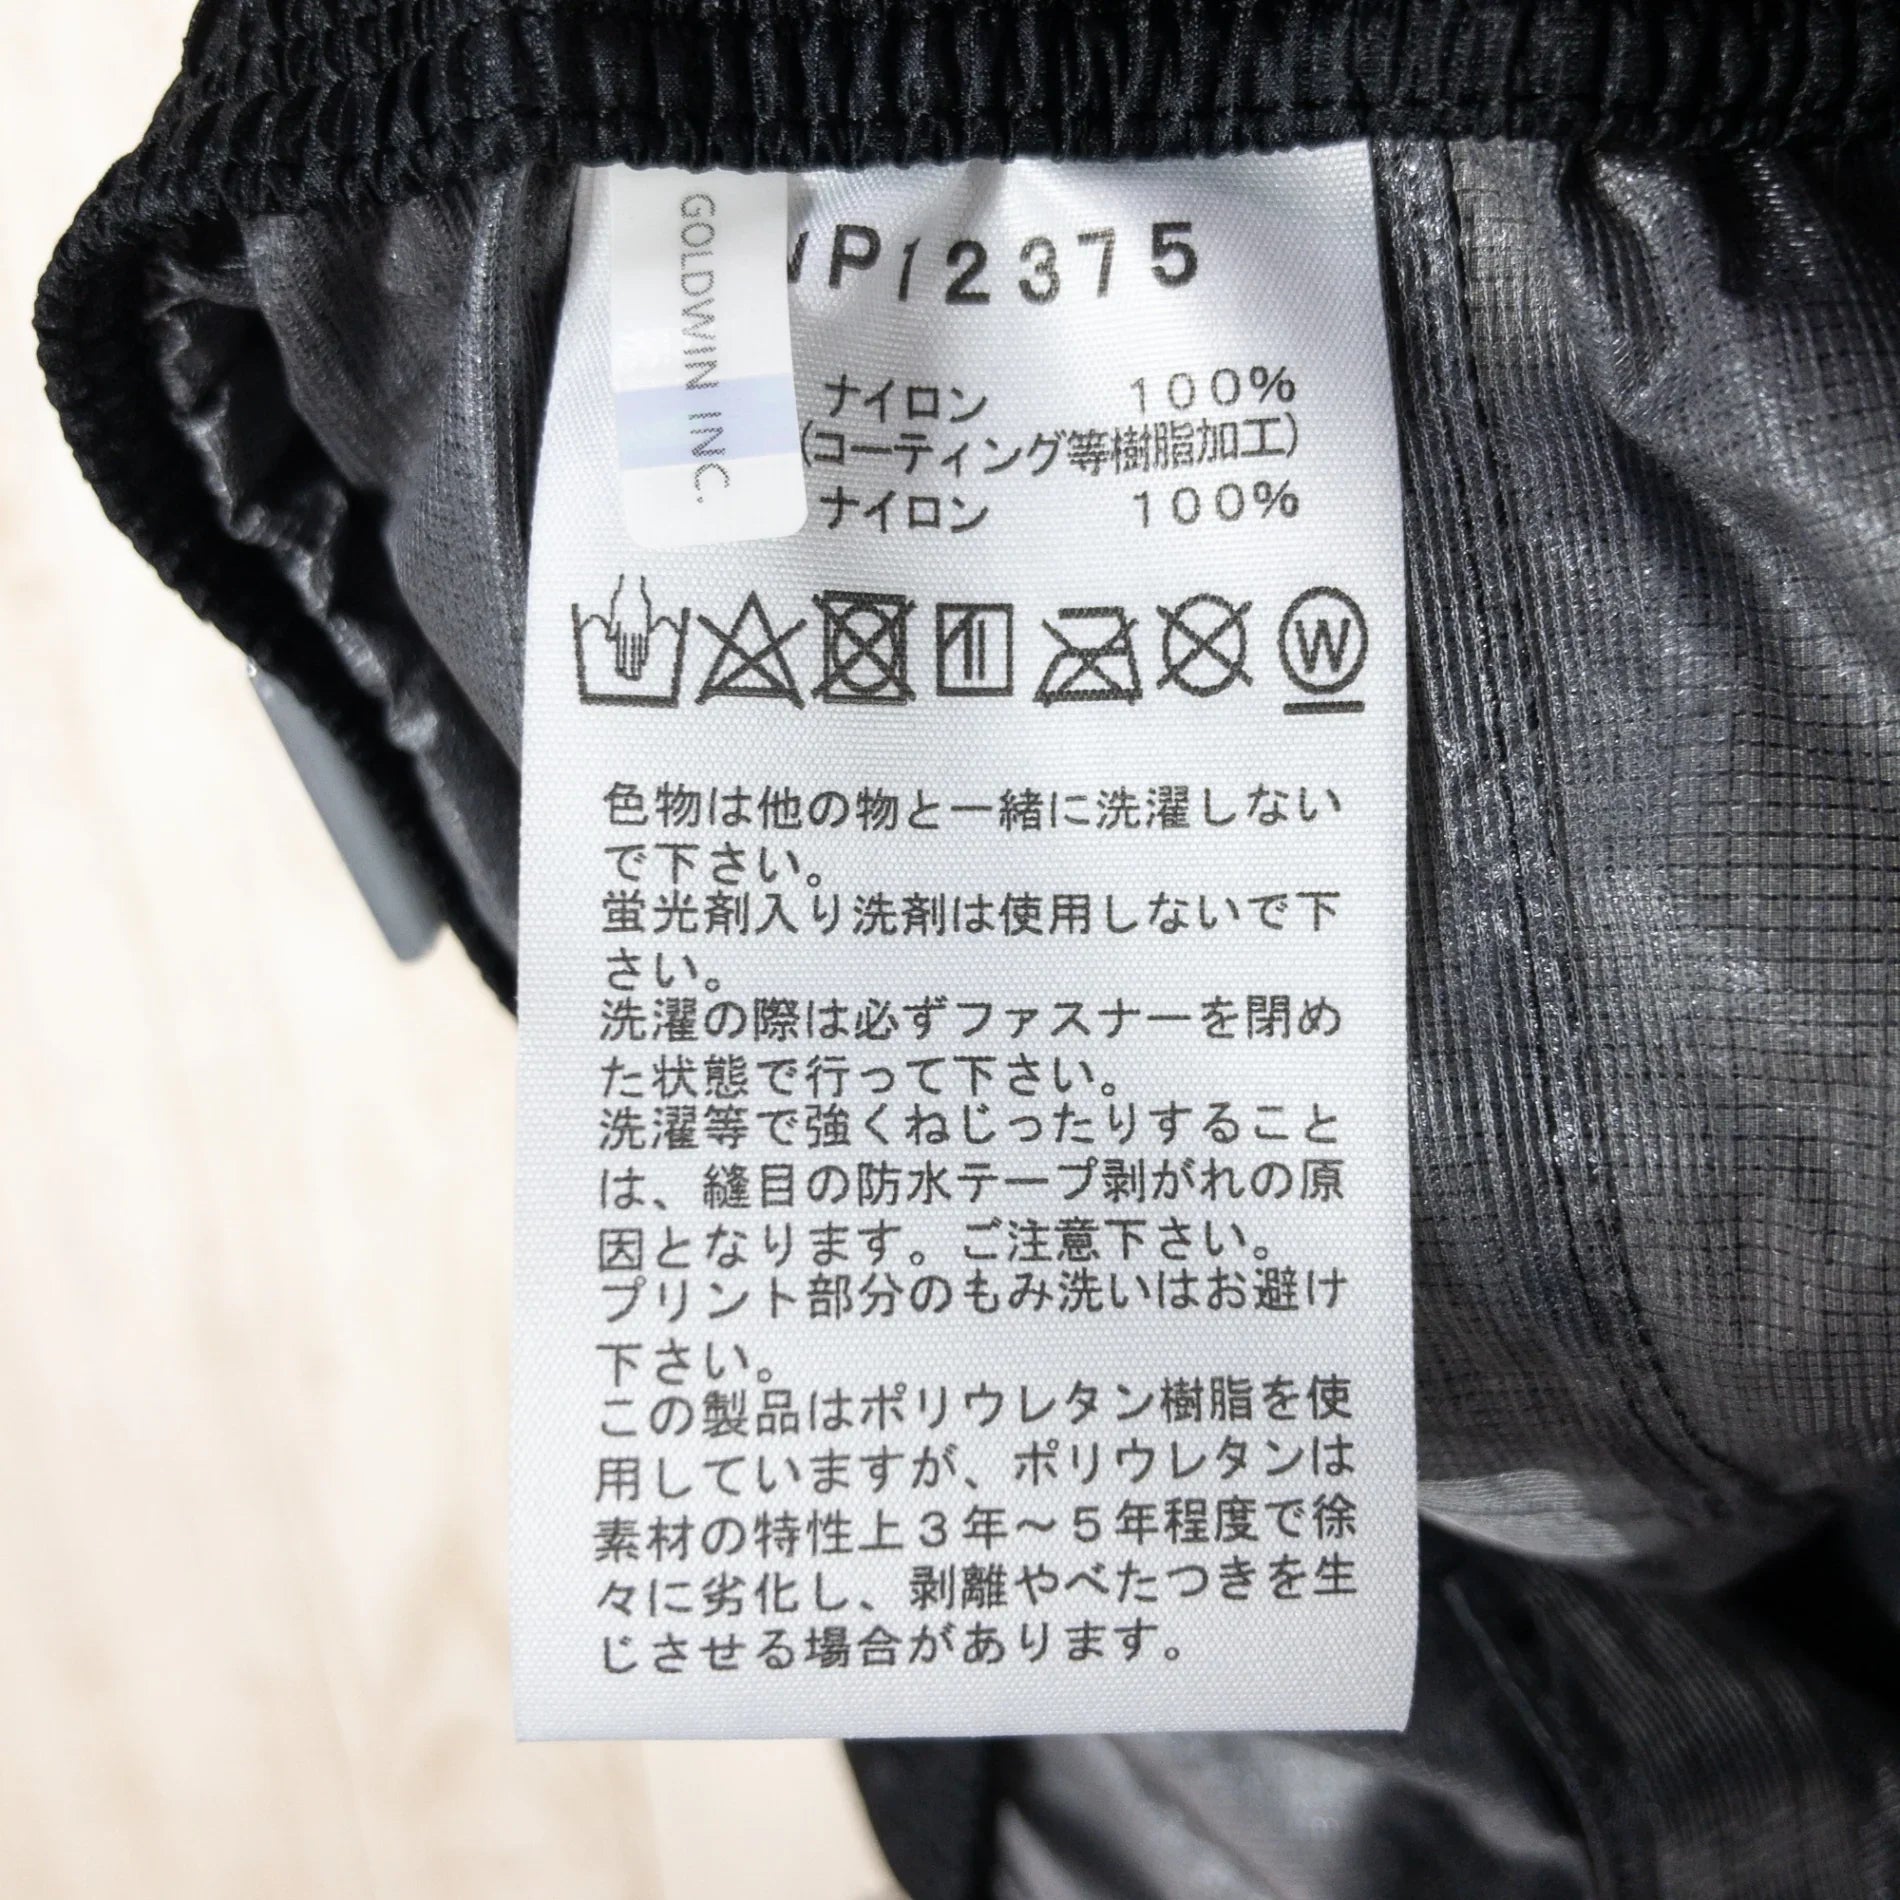 GOLDWIN INC.
P12375
ナイロン 100%
(コーティング等樹脂加工)
ナイロン 100%
W
色物は他の物と一緒に洗濯しない
で下さい。
蛍光剤入り洗剤は使用しないで下
さい。
洗濯の際は必ずファスナーを閉め
た状態で行って下さい。
洗濯等で強くねじったりすること
は、縫目の防水テープ剥がれの原
因となります。ご注意下さい。
プリント部分のもみ洗いはお避け
下さい。
この製品はポリウレタン樹脂を使
用していますが、ポリウレタンは
素材の特性上3年～5年程度で徐
々に劣化し、剥離やべたつきを生
じさせる場合があります。